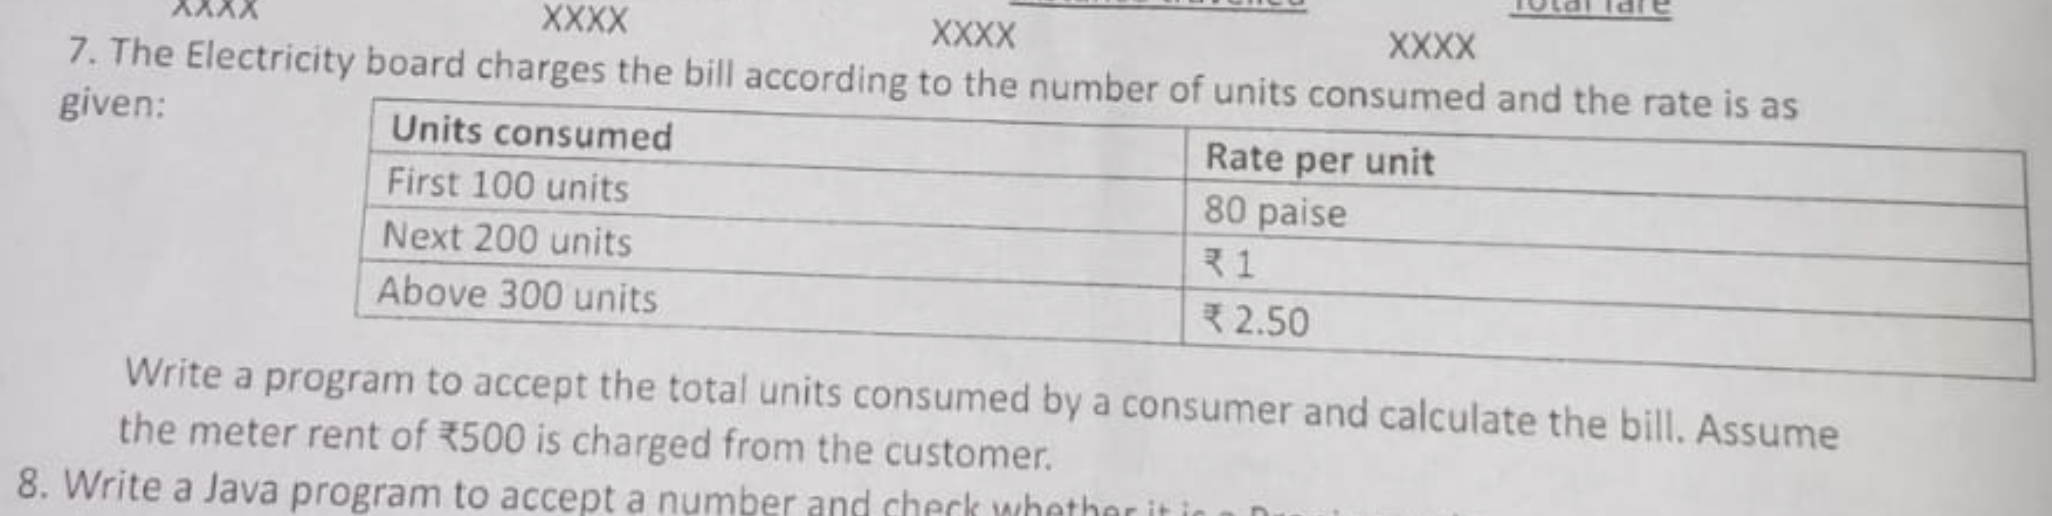 XXXX XXXX XXXX XXXX
7. The Electricity board charges the bill according to the number of units consumed and the rate is as
given:
Units consumed Rate per unit
First 100 units 80 paise
Next 200 units ₹ 1
Above 300 units ₹ 2.50
Write a program to accept the total units consumed by a consumer and calculate the bill. Assume
the meter rent of ₹500 is charged from the customer.
8. Write a Java program to accept a number and check whether it is a